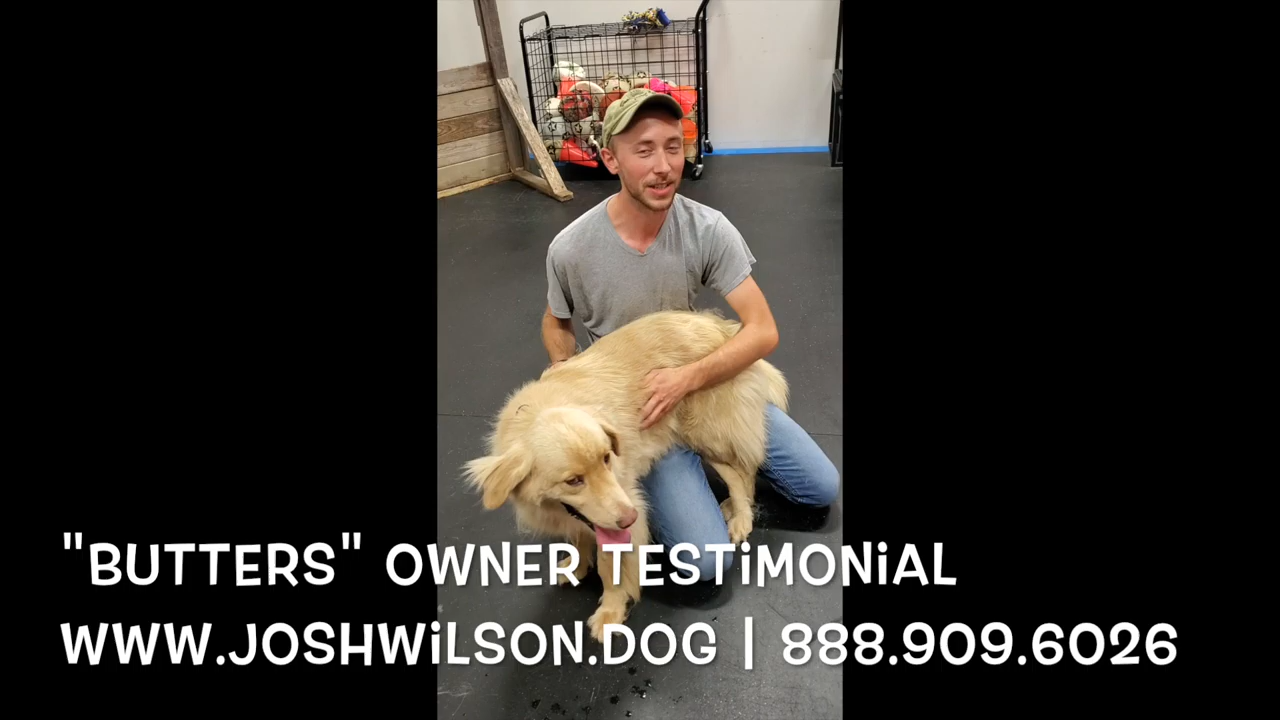 "BUTTERS" OWNER TESTiMONiAL
WWW.JOSHWiLSON.DOG | 888.909.6026